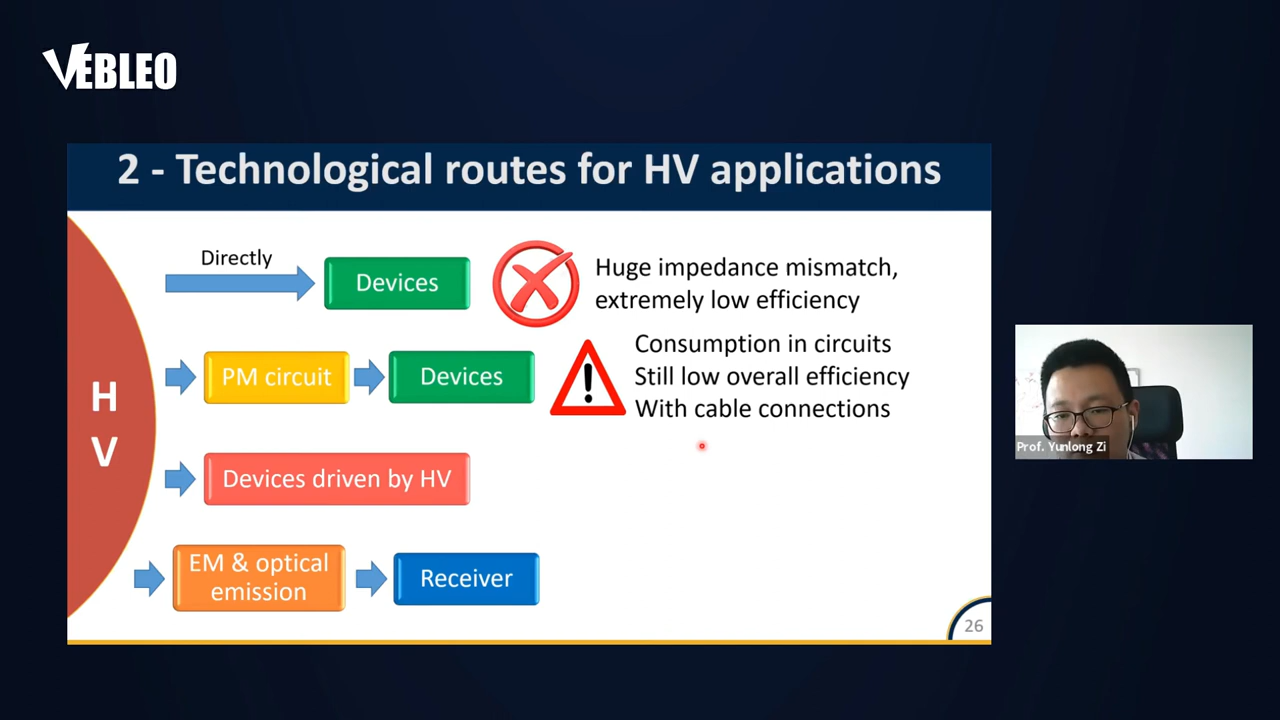 VEBLEO
2 - Technological routes for HV applications
Directly
Devices
Huge impedance mismatch,
extremely low efficiency
PM circuit
Devices
Consumption in circuits
Still low overall efficiency
With cable connections
H
V
Devices driven by HV
EM & optical
emission
Receiver
26
Prof. Yunlong Zi